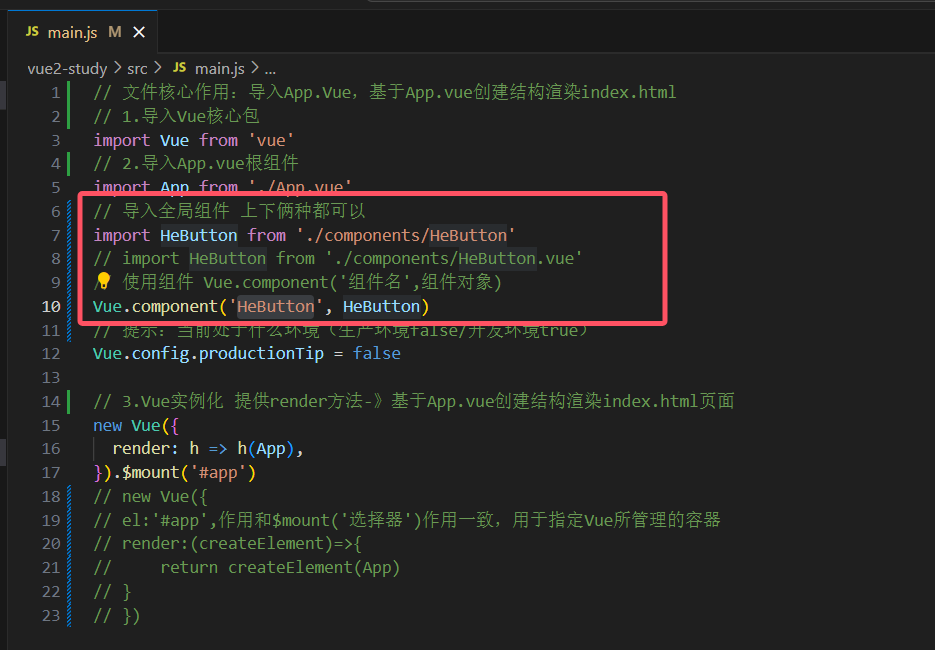 JS main.js M ×
vue2-study > src > JS main.js > ...
1 // 文件核心作用：导入App.Vue，基于App.vue创建结构渲染index.html
2 // 1.导入Vue核心包
3 import Vue from 'vue'
4 // 2.导入App.vue根组件
5 import App from './App.vue'
6 // 导入全局组件 上下俩种都可以
7 import HeButton from './components/HeButton'
8 // import HeButton from './components/HeButton.vue'
9 // 使用组件 Vue.component('组件名',组件对象)
10 Vue.component('HeButton', HeButton)
11 // 提示：当前处于什么环境（生产环境false/开发环境true）
12 Vue.config.productionTip = false
13
14 // 3.Vue实例化 提供render方法-》基于App.vue创建结构渲染index.html页面
15 new Vue({
16 render: h => h(App),
17 }).$mount('#app')
18 // new Vue({
19 // el:'#app',作用和$mount('选择器')作用一致，用于指定Vue所管理的容器
20 // render:(createElement)=>{
21 // return createElement(App)
22 // }
23 // })